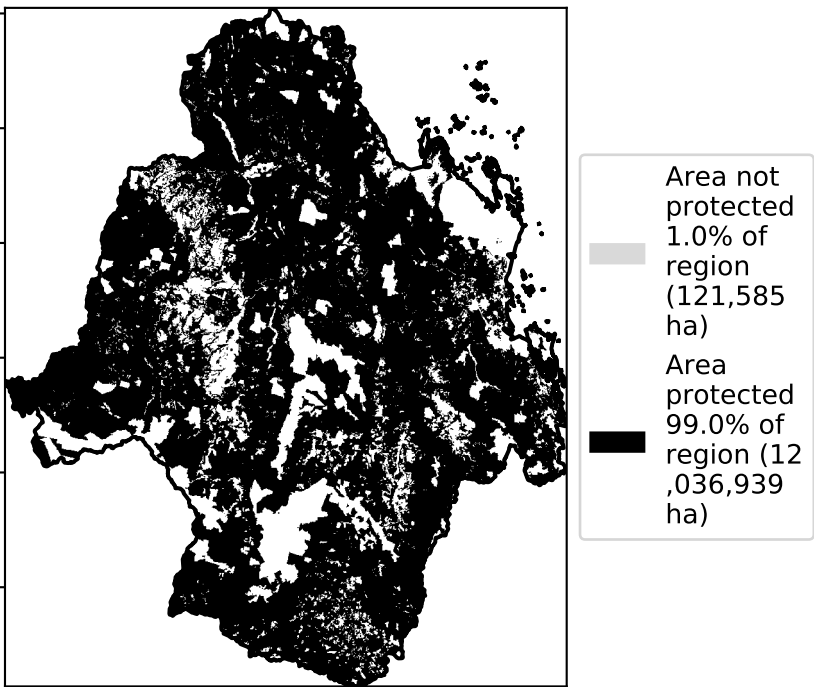 Area not
protected
1.0% of
region
(121,585
ha)
Area
protected
99.0% of
region (12
,036,939
ha)